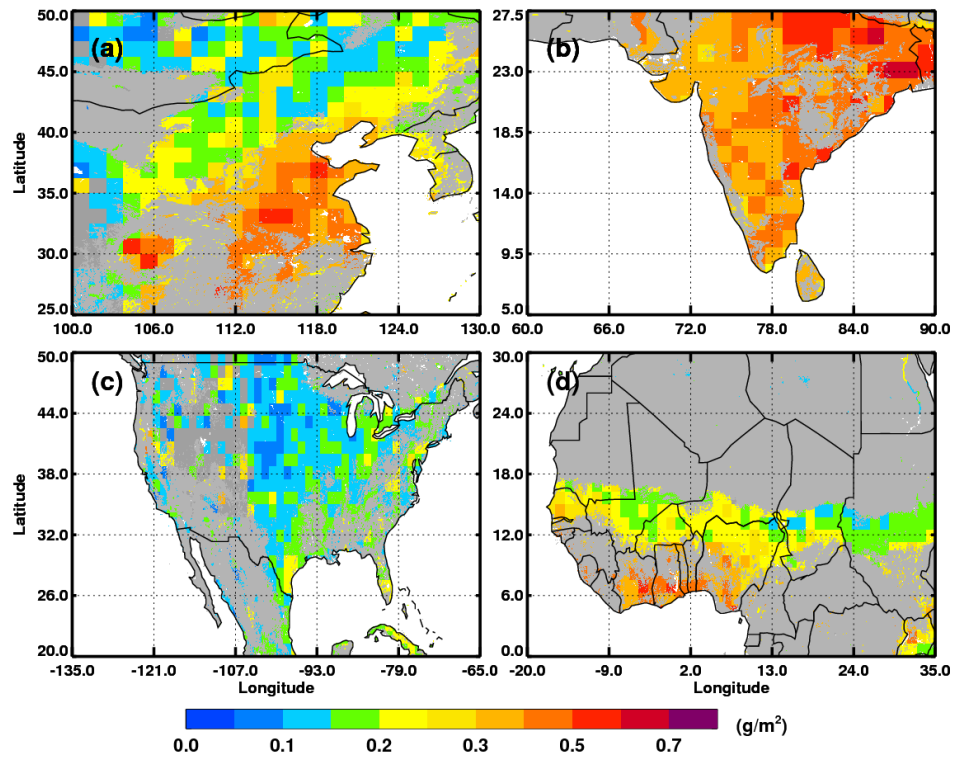 50.0
(a)
45.0
40.0
35.0
30.0
25.0
Latitude
100.0 106.0 112.0 118.0 124.0 130.0
27.5
(b)
23.0
18.5
14.0
9.5
5.0
60.0 66.0 72.0 78.0 84.0 90.0
50.0
(c)
44.0
38.0
32.0
26.0
20.0
Latitude
-135.0 -121.0 -107.0 -93.0 -79.0 -65.0
Longitude
30.0
(d)
24.0
18.0
12.0
6.0
0.0
-20.0 -9.0 2.0 13.0 24.0 35.0
Longitude
(g/m²)
0.0 0.1 0.2 0.3 0.5 0.7